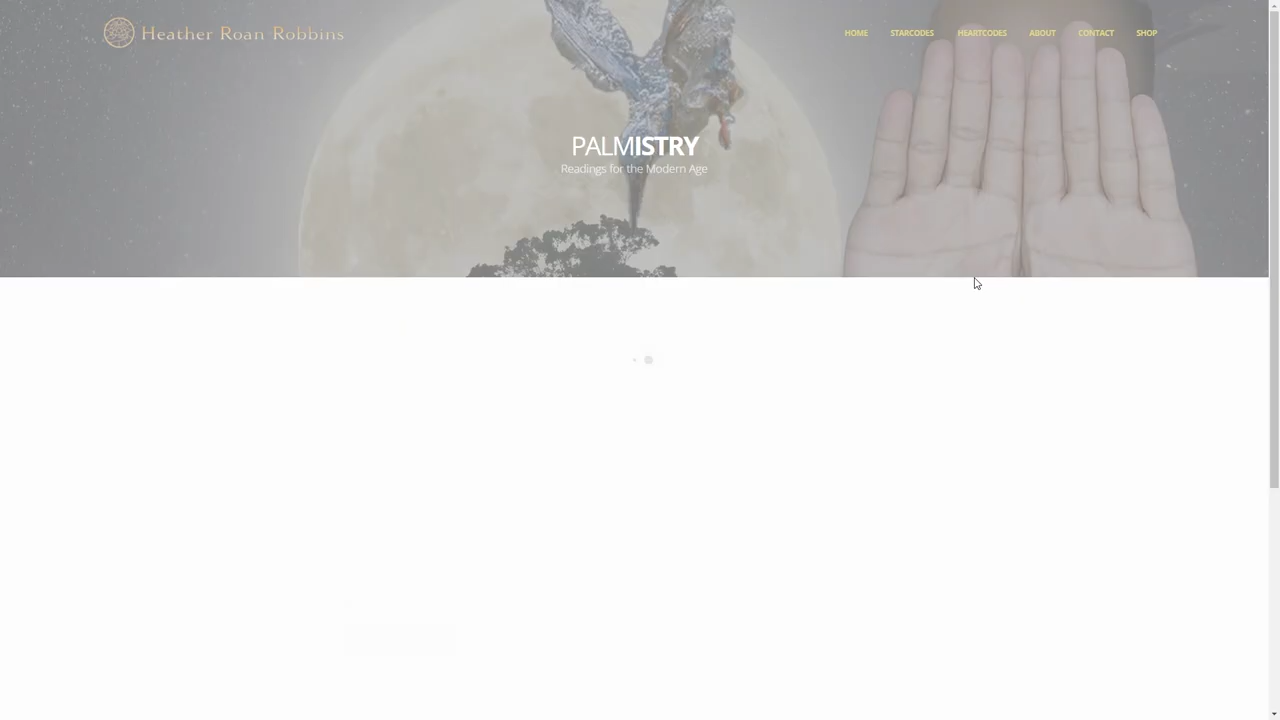 Heather Roan Robbins
HOME STARCODES HEARTCODES ABOUT CONTACT SHOP
PALMISTRY
Readings for the Modern Age